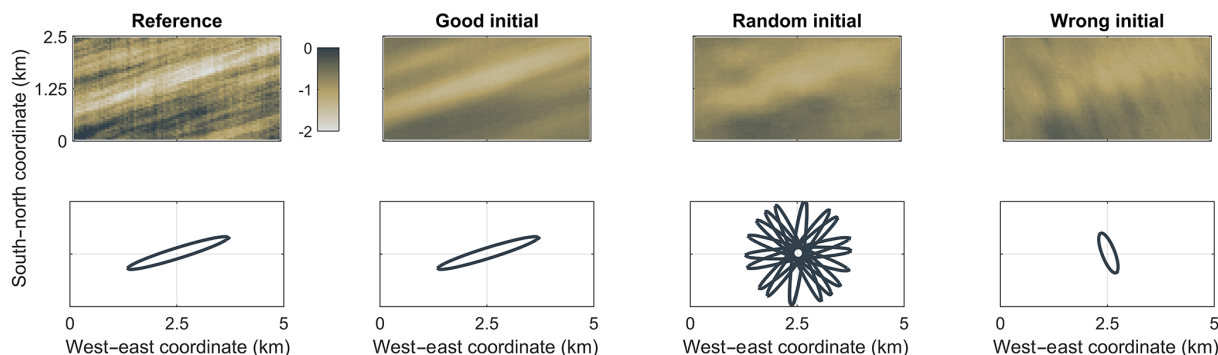 Reference
Good initial
Random initial
Wrong initial
2.5
1.25
0
0
-1
-2
South−north coordinate (km)
0 2.5 5
0 2.5 5
0 2.5 5
0 2.5 5
West−east coordinate (km)
West−east coordinate (km)
West−east coordinate (km)
West−east coordinate (km)